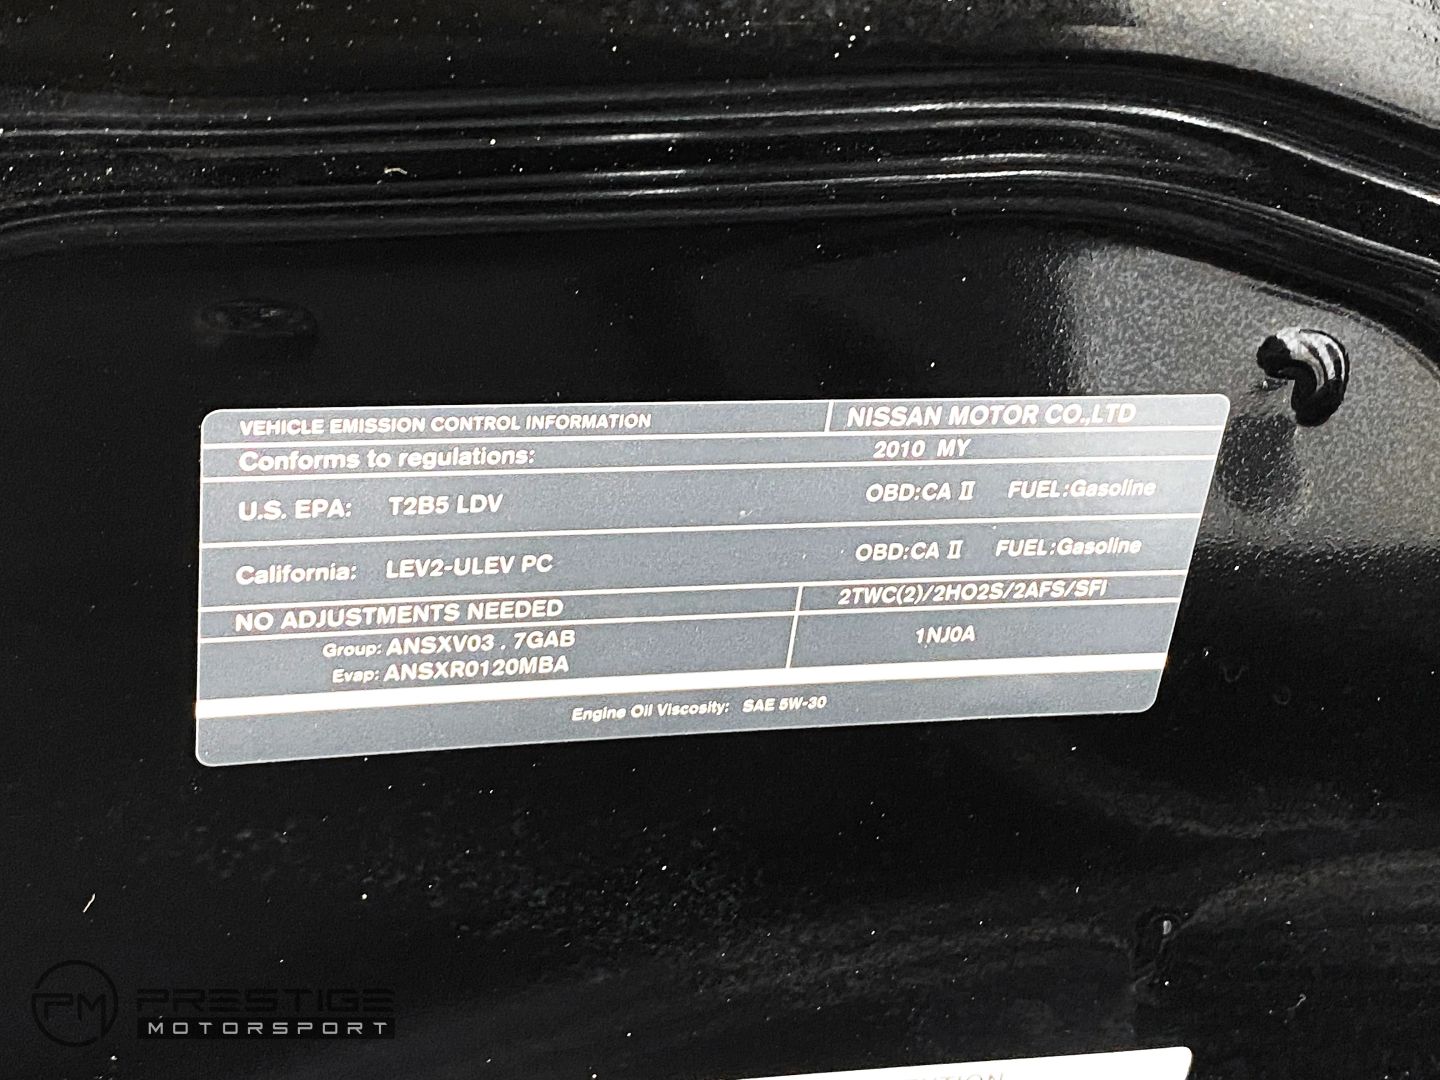 VEHICLE EMISSION CONTROL INFORMATION NISSAN MOTOR CO.,LTD
Conforms to regulations: 2010 MY
U.S. EPA: T2B5 LDV OBD:CA II FUEL:Gasoline
California: LEV2-ULEV PC OBD:CA II FUEL:Gasoline
NO ADJUSTMENTS NEEDED 2TWC(2)/2HO2S/2AFS/SFI
Group: ANSXV03 . 7GAB 1NJ0A
Evap: ANSXR0120MBA
Engine Oil Viscosity: SAE 5W-30
PM PRESTIGE
MOTORSPORT